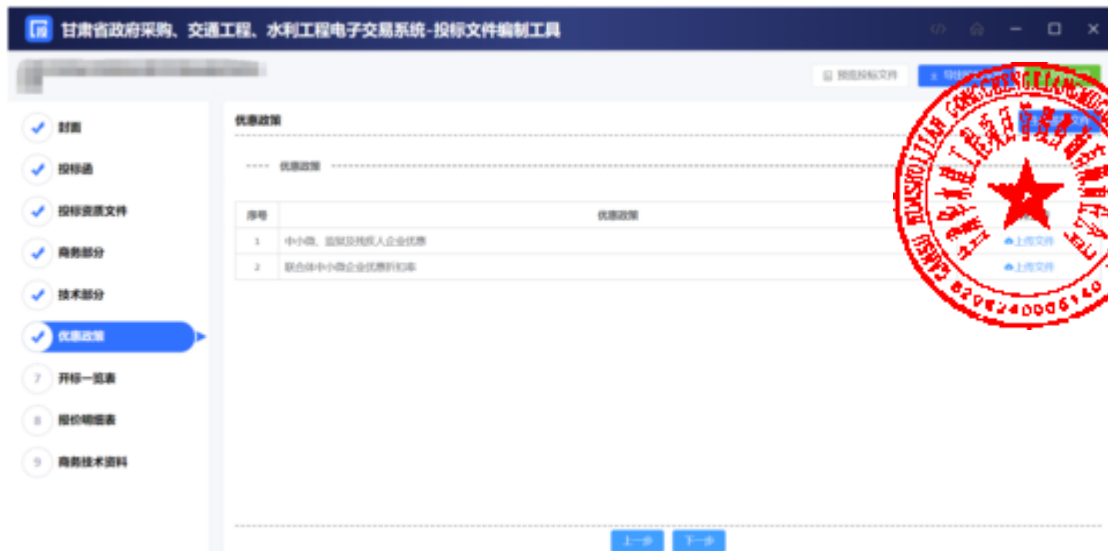 甘肃省政府采购、交通工程、水利工程电子交易系统-投标文件编制工具
预览投标文件
封面
优惠政策
投标函
优惠政策
投标资质文件
序号 优惠政策
1 中小微、监狱及残疾人企业优惠 上传文件
商务部分
2 联合体中小微企业优惠折扣率 上传文件
技术部分
优惠政策
7 开标一览表
8 报价明细表
9 商务技术资料
上一步 下一步
6208240006140